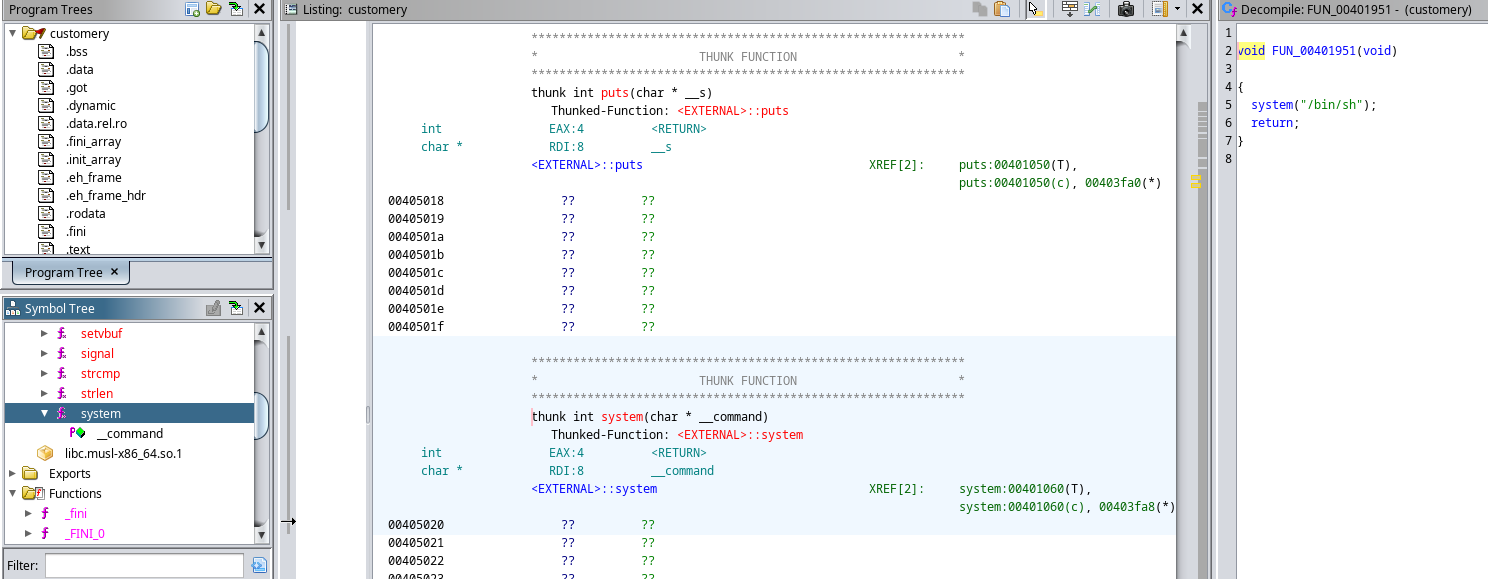 Program Trees
customery
.bss
.data
.got
.dynamic
.data.rel.ro
.fini_array
.init_array
.eh_frame
.eh_frame_hdr
.rodata
.fini
.text
Program Tree ×
Symbol Tree
setvbuf
signal
strcmp
strlen
system
__command
libc.musl-x86_64.so.1
Exports
Functions
_fini
_FINI_0
Filter:
Listing: customery
**************************************************************
* THUNK FUNCTION *
**************************************************************
thunk int puts(char * __s)
Thunked-Function: <EXTERNAL>::puts
int EAX:4 <RETURN>
char * RDI:8 __s
<EXTERNAL>::puts XREF[2]: puts:00401050(T),
puts:00401050(c), 00403fa0(*)
00405018 ?? ??
00405019 ?? ??
0040501a ?? ??
0040501b ?? ??
0040501c ?? ??
0040501d ?? ??
0040501e ?? ??
0040501f ?? ??
**************************************************************
* THUNK FUNCTION *
**************************************************************
thunk int system(char * __command)
Thunked-Function: <EXTERNAL>::system
int EAX:4 <RETURN>
char * RDI:8 __command
<EXTERNAL>::system XREF[2]: system:00401060(T),
system:00401060(c), 00403fa8(*)
00405020 ?? ??
00405021 ?? ??
00405022 ?? ??
00405023 ?? ??
Decompile: FUN_00401951 - (customery)
1
2 void FUN_00401951(void)
3
4 {
5 system("/bin/sh");
6 return;
7 }
8